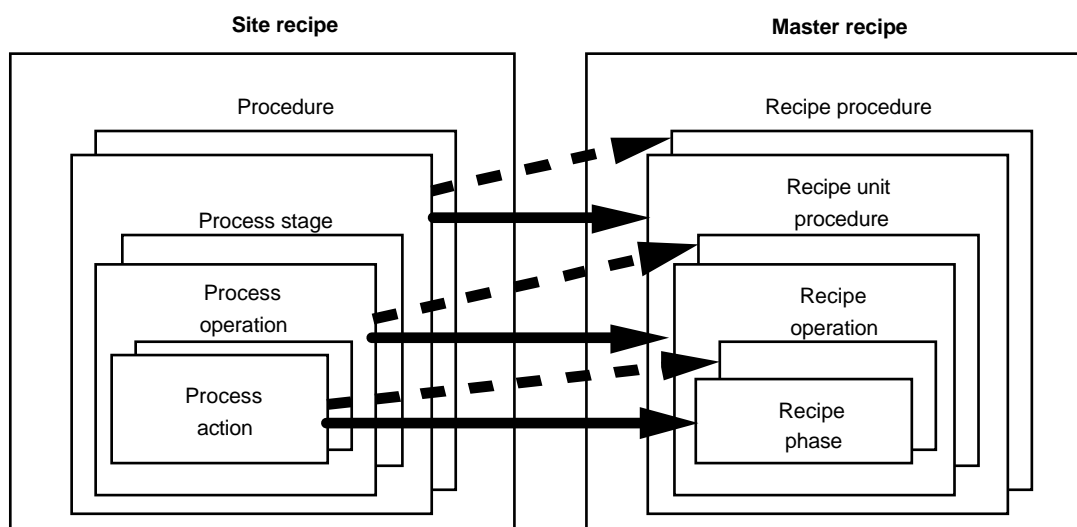 Site recipe
Procedure
Process stage
Process
operation
Process
action
Master recipe
Recipe procedure
Recipe unit
procedure
Recipe
operation
Recipe
phase